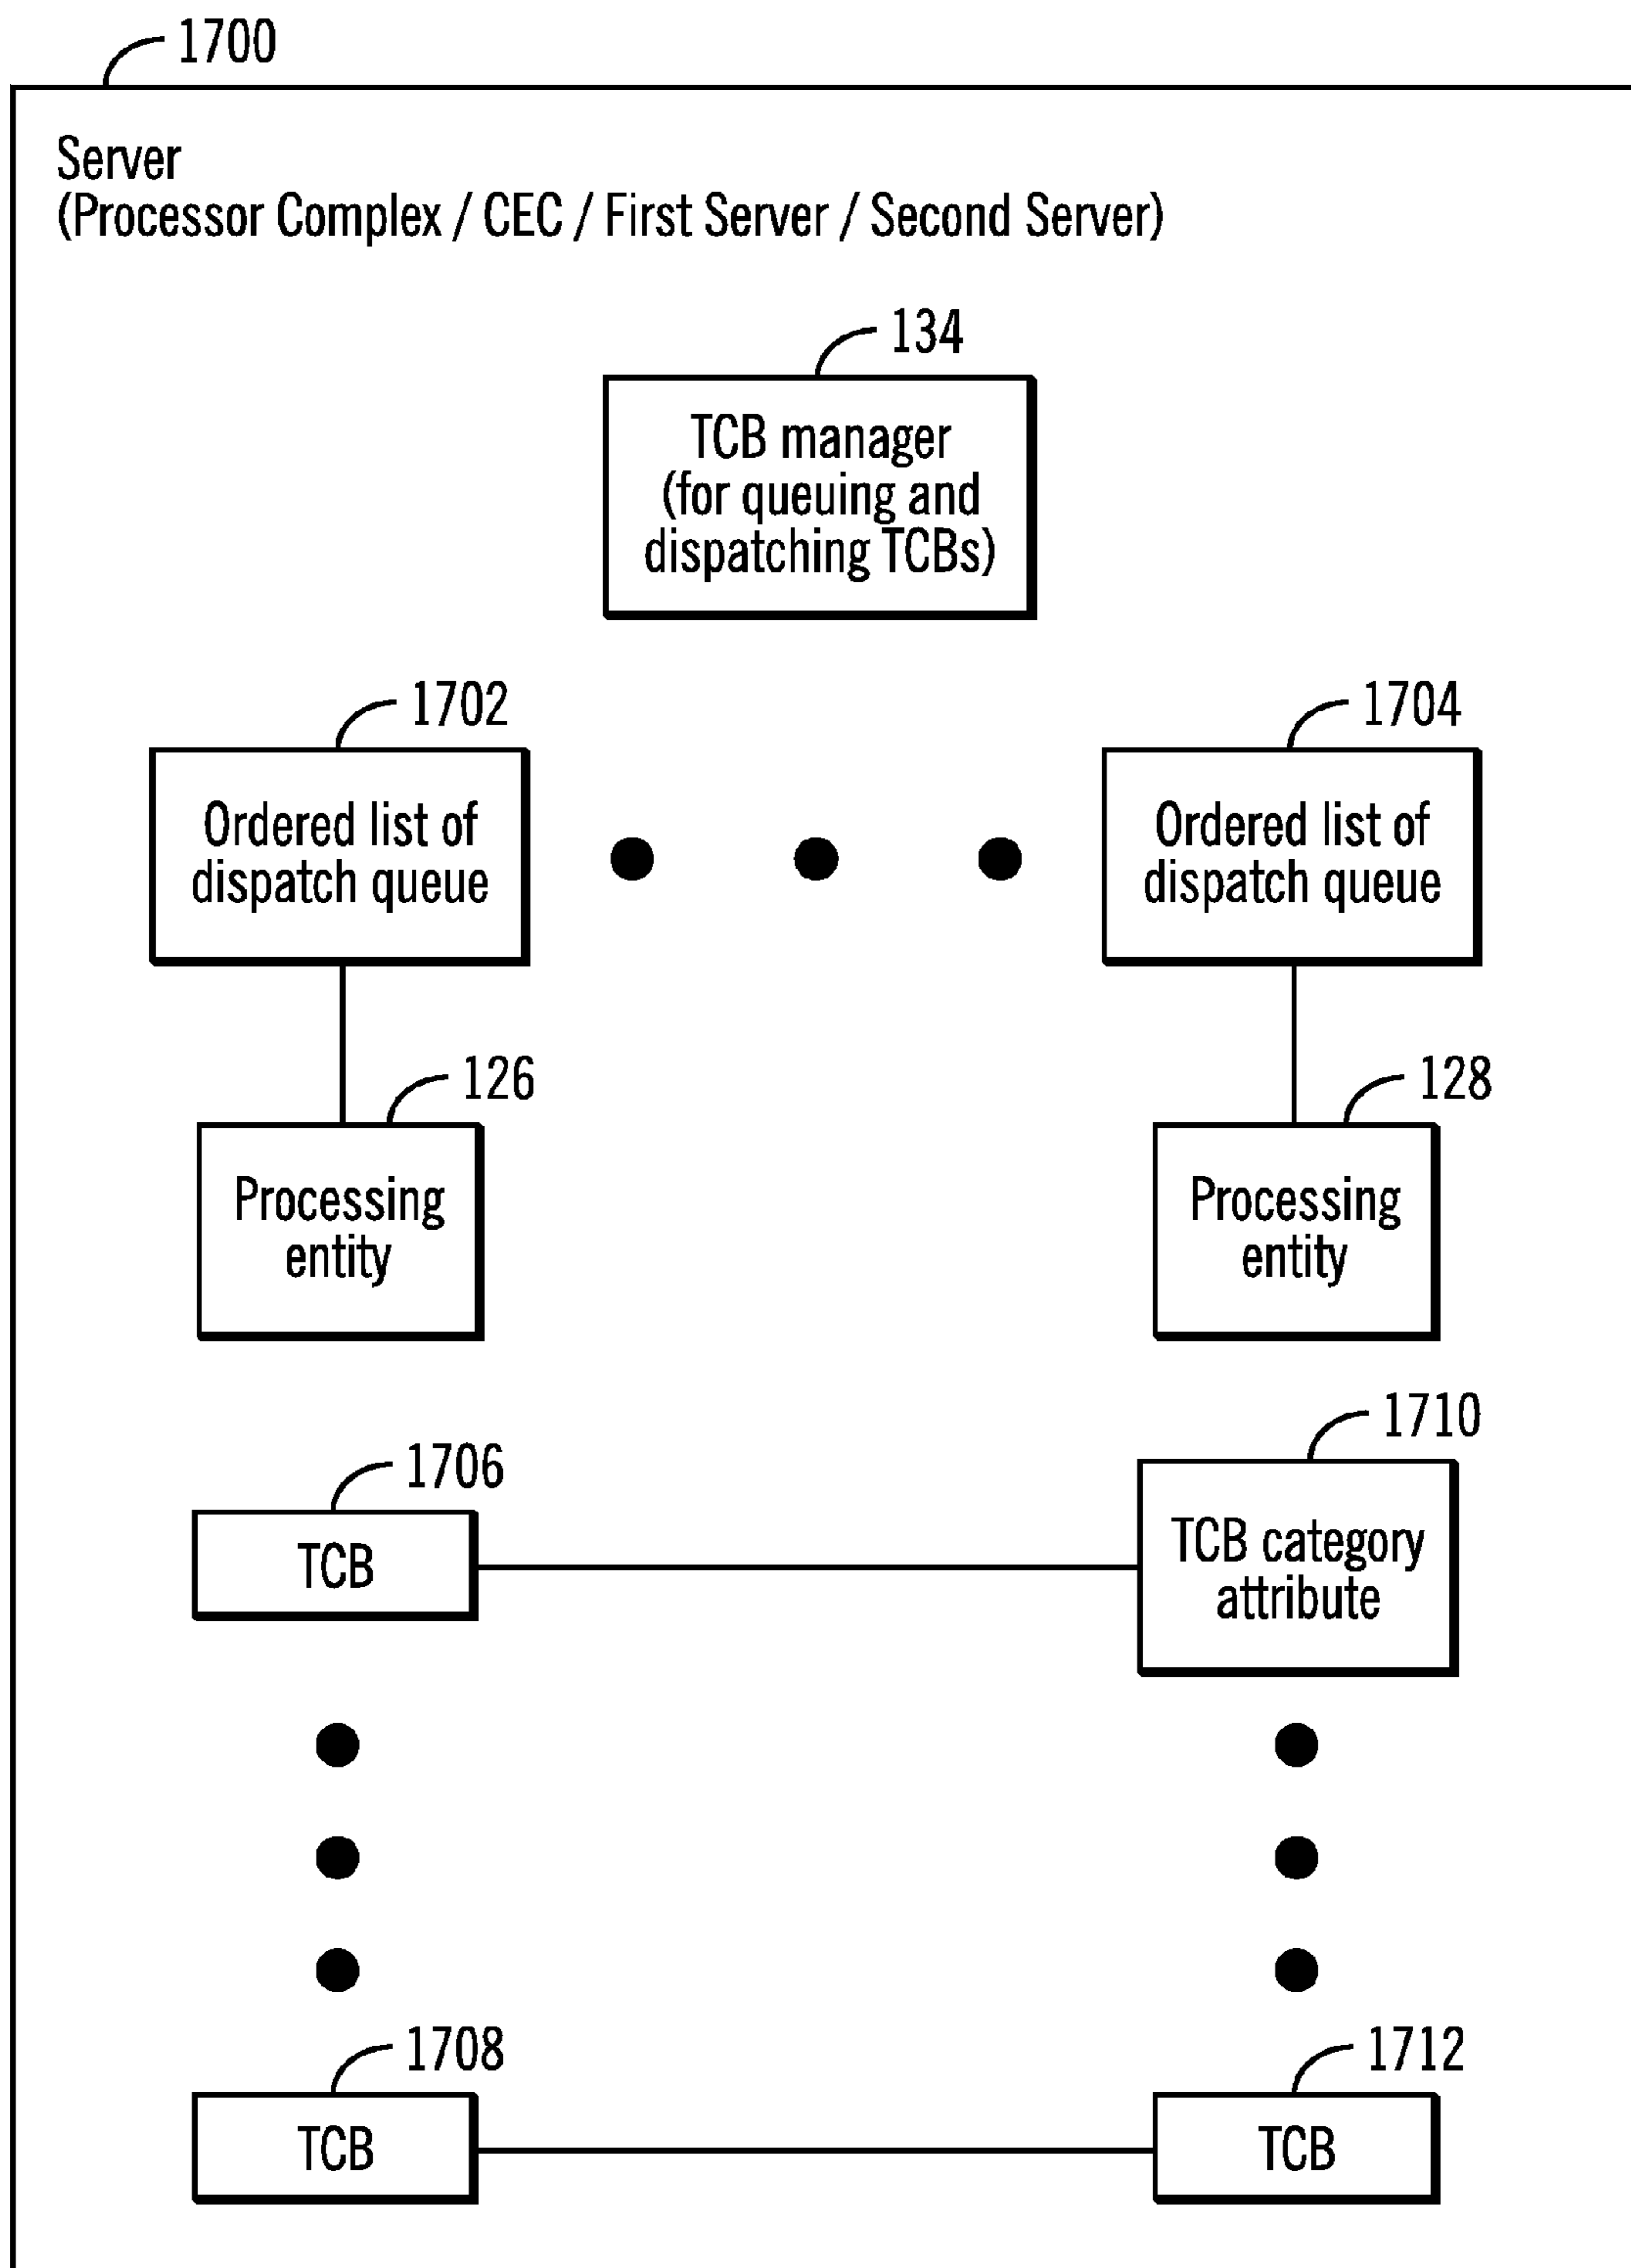 1700
Server
(Processor Complex / CEC / First Server / Second Server)
134
TCB manager
(for queuing and
dispatching TCBs)
1702
Ordered list of
dispatch queue
1704
Ordered list of
dispatch queue
126
Processing
entity
128
Processing
entity
1706
TCB
1710
TCB category
attribute
1708
TCB
1712
TCB